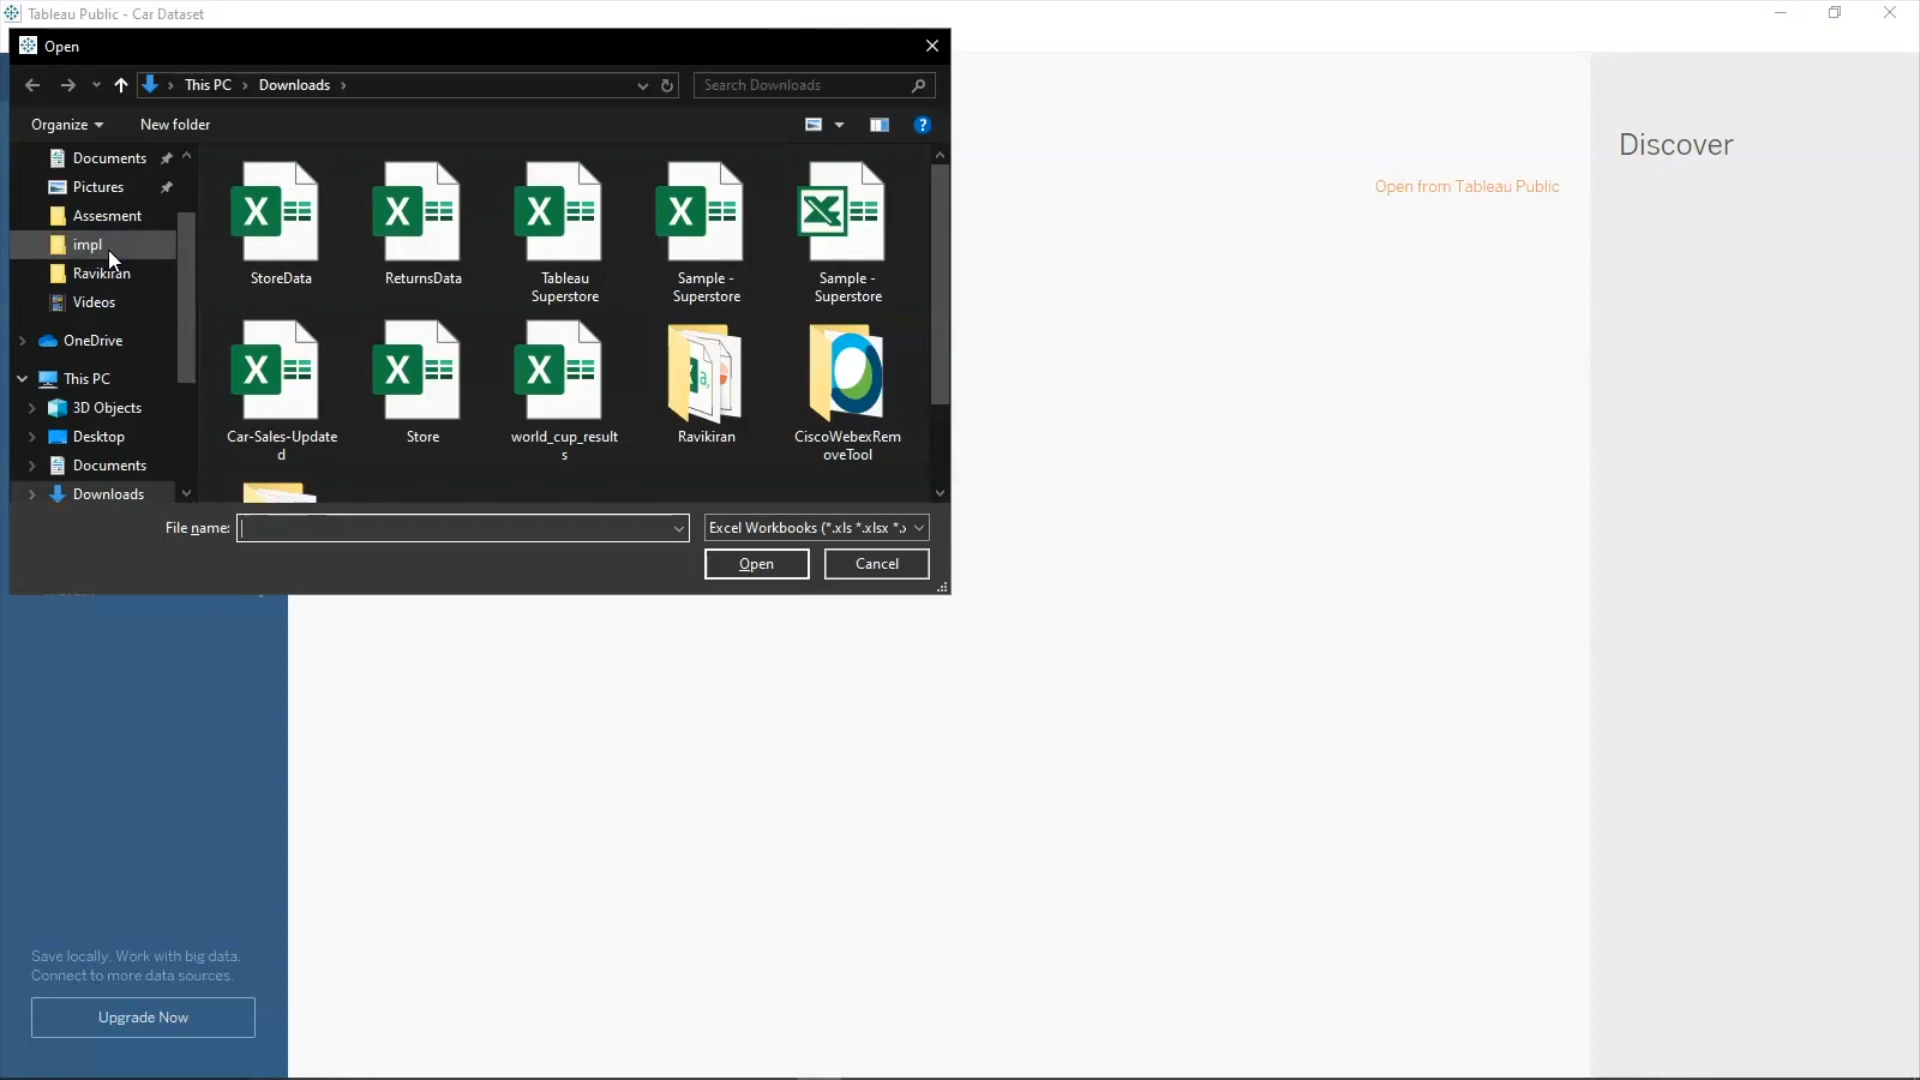 Tableau Public - Car Dataset
Open
This PC
Downloads
Search Downloads
Organize
New folder
Documents
Pictures
Assesment
impl
Ravikiran
Videos
OneDrive
This PC
3D Objects
Desktop
Documents
Downloads
StoreData
ReturnsData
Tableau
Superstore
Sample -
Superstore
Sample -
Superstore
Car-Sales-Update
d
Store
world_cup_result
s
Ravikiran
CiscoWebexRem
oveTool
File name:
Excel Workbooks (*.xls *.xlsx *.x
Open
Cancel
Discover
Open from Tableau Public
Save locally. Work with big data.
Connect to more data sources.
Upgrade Now